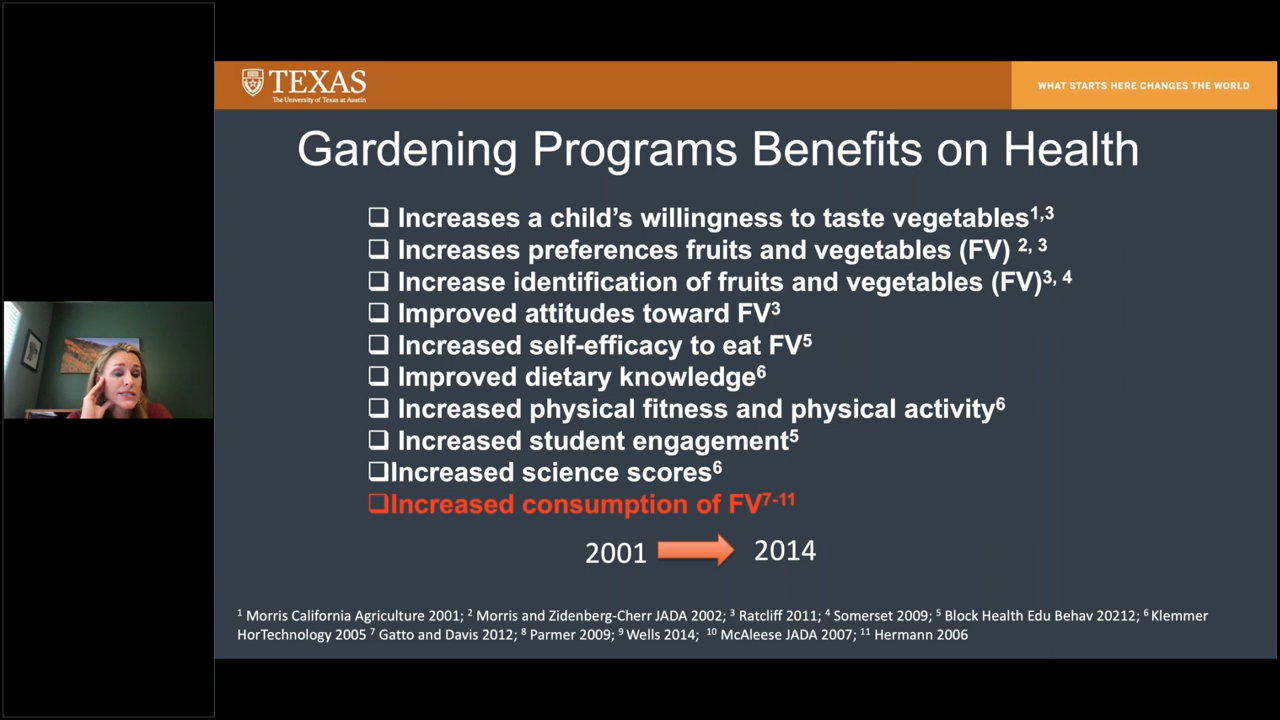 TEXAS
The University of Texas at Austin
WHAT STARTS HERE CHANGES THE WORLD
Gardening Programs Benefits on Health
❑ Increases a child’s willingness to taste vegetables1,3
❑ Increases preferences fruits and vegetables (FV) 2, 3
❑ Increase identification of fruits and vegetables (FV)3, 4
❑ Improved attitudes toward FV3
❑ Increased self-efficacy to eat FV5
❑ Improved dietary knowledge6
❑ Increased physical fitness and physical activity6
❑ Increased student engagement5
❑Increased science scores6
❑Increased consumption of FV7-11
2001 2014
1 Morris California Agriculture 2001; 2 Morris and Zidenberg-Cherr JADA 2002; 3 Ratcliff 2011; 4 Somerset 2009; 5 Block Health Edu Behav 20212; 6 Klemmer
HorTechnology 2005 7 Gatto and Davis 2012; 8 Parmer 2009; 9 Wells 2014; 10 McAleese JADA 2007; 11 Hermann 2006